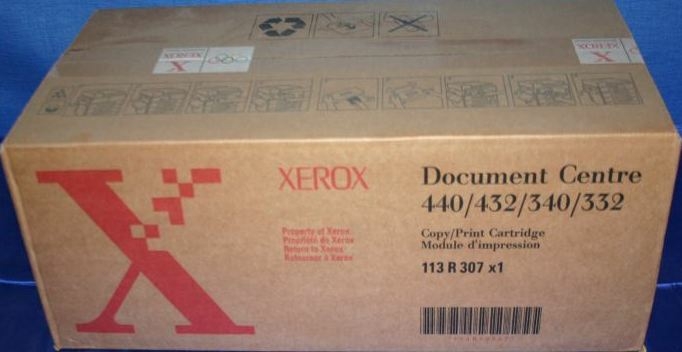 XEROX
X
XEROX
X
XEROX
Document Centre
440/432/340/332
Property of Xerox
Propriété de Xerox
Return to Xerox
Retourner à Xerox
Copy/Print Cartridge
Module d'impression
113 R 307 x1